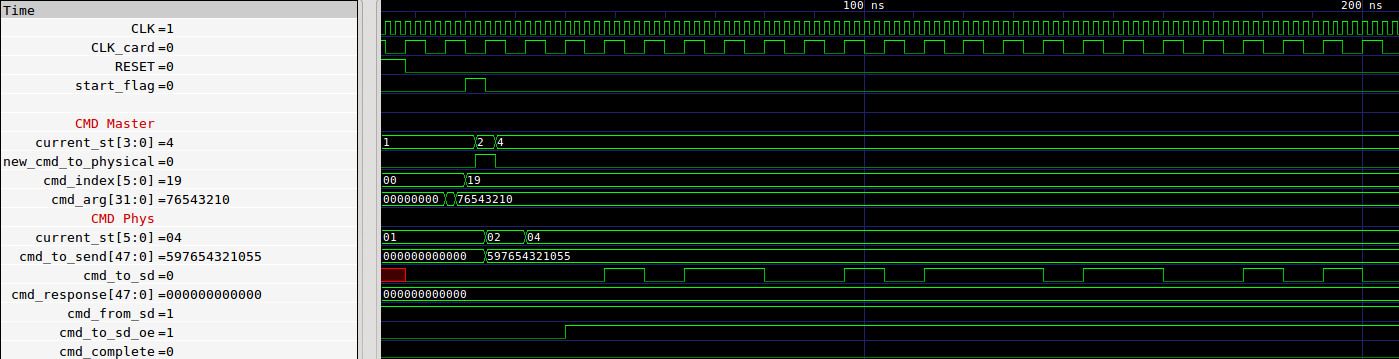 Time
100 ns 200 ns
CLK=1
CLK_card=0
RESET=0
start_flag=0
CMD Master
current_st[3:0]=4 1 2 4
new_cmd_to_physical=0
cmd_index[5:0]=19 00 19
cmd_arg[31:0]=76543210 00000000 76543210
CMD Phys
current_st[5:0]=04 01 02 04
cmd_to_send[47:0]=597654321055 000000000000 597654321055
cmd_to_sd=0
cmd_response[47:0]=000000000000 000000000000
cmd_from_sd=1
cmd_to_sd_oe=1
cmd_complete=0